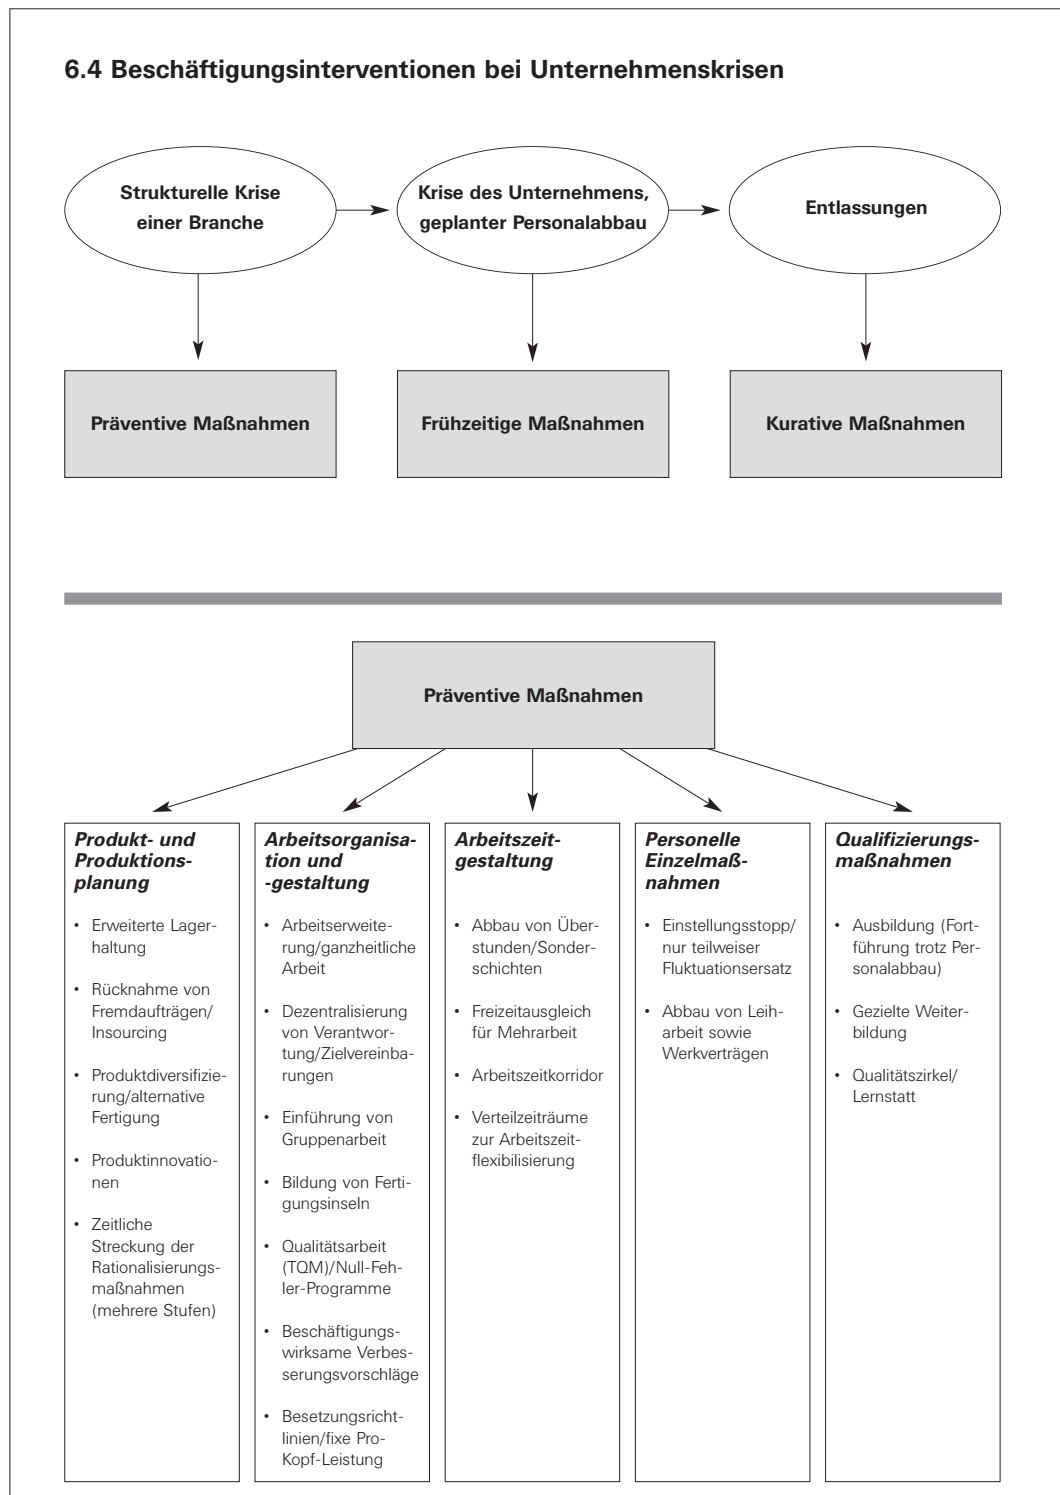 6.4 Beschäftigungsinterventionen bei Unternehmenskrisen
Strukturelle Krise
einer Branche
Krise des Unternehmens,
geplanter Personalabbau
Entlassungen
Präventive Maßnahmen
Frühzeitige Maßnahmen
Kurative Maßnahmen
Präventive Maßnahmen
Produkt- und
Produktions-
planung
• Erweiterte Lager-
haltung
• Rücknahme von
Fremdaufträgen/
Insourcing
• Produktdiversifizie-
rung/alternative
Fertigung
• Produktinnovatio-
nen
• Zeitliche
Streckung der
Rationalisierungs-
maßnahmen
(mehrere Stufen)
Arbeitsorganisa-
tion und
-gestaltung
• Arbeitserweite-
rung/ganzheitliche
Arbeit
• Dezentralisierung
von Verantwor-
tung/Zielvereinba-
rungen
• Einführung von
Gruppenarbeit
• Bildung von Ferti-
gungsinseln
• Qualitätsarbeit
(TQM)/Null-Feh-
ler-Programme
• Beschäftigungs-
wirksame Verbes-
serungsvorschläge
• Besetzungsricht-
linien/fixe Pro-
Kopf-Leistung
Arbeitszeit-
gestaltung
• Abbau von Über-
stunden/Sonder-
schichten
• Freizeitausgleich
für Mehrarbeit
• Arbeitszeitkorridor
• Verteilzeiträume
zur Arbeitszeit-
flexibilisierung
Personelle
Einzelmaß-
nahmen
• Einstellungsstopp/
nur teilweiser
Fluktuationsersatz
• Abbau von Leih-
arbeit sowie
Werkverträgen
Qualifizierungs-
maßnahmen
• Ausbildung (Fort-
führung trotz Per-
sonalabbau)
• Gezielte Weiter-
bildung
• Qualitätszirkel/
Lernstatt